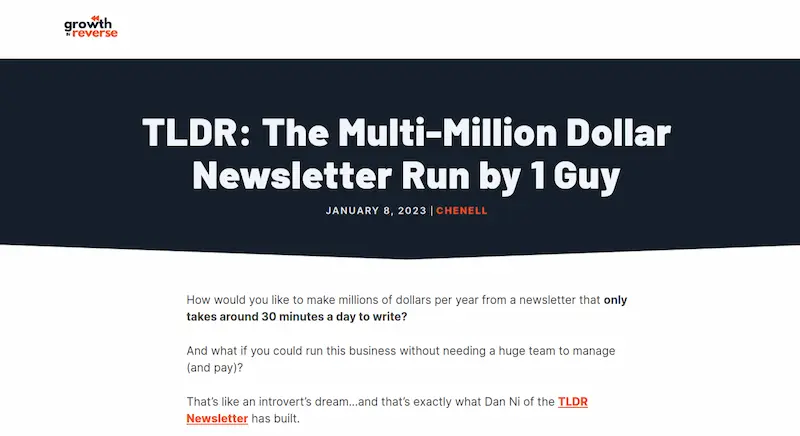 growth
in reverse
TLDR: The Multi-Million Dollar
Newsletter Run by 1 Guy
JANUARY 8, 2023 | CHENELL
How would you like to make millions of dollars per year from a newsletter that only
takes around 30 minutes a day to write?
And what if you could run this business without needing a huge team to manage
(and pay)?
That's like an introvert's dream...and that's exactly what Dan Ni of the TLDR
Newsletter has built.